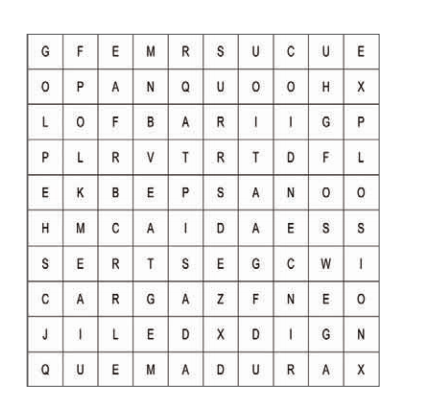 G F E M R S U C U E
O P A N Q U O O H X
L O F B A R I I G P
P L R V T R T D F L
E K B E P S A N O O
H M C A I D A E S S
S E R T S E G C W I
C A R G A Z F N E O
J I L E D X D I G N
Q U E M A D U R A X